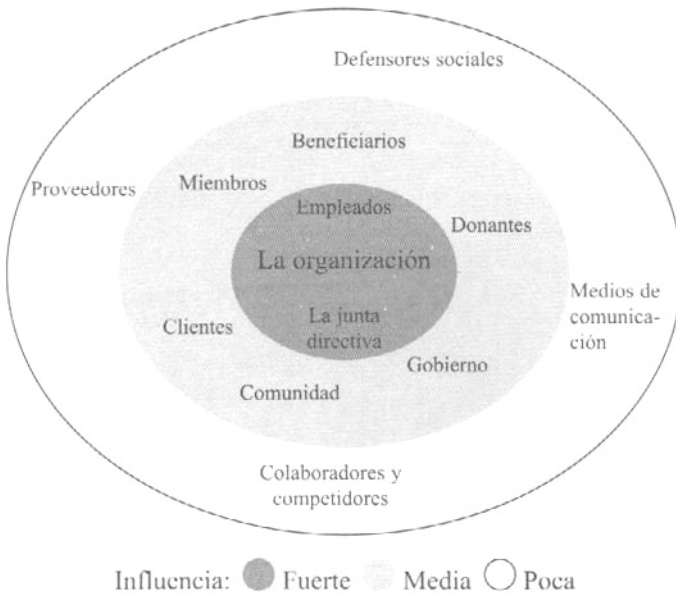 Defensores sociales
Beneficiarios
Proveedores
Miembros
Empleados
Donantes
La organización
Medios de
comunica-
ción
Clientes
La junta
directiva
Gobierno
Comunidad
Colaboradores y
competidores
Influencia: Fuerte Media Poca